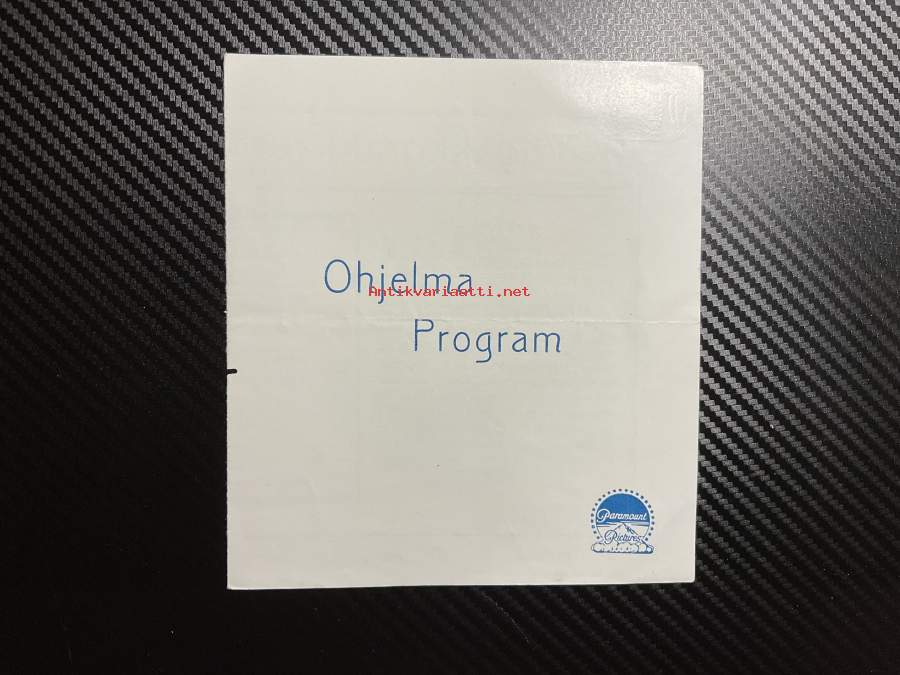 Ohjelma
Antikvariaatti.net
Program
Paramount
Pictures